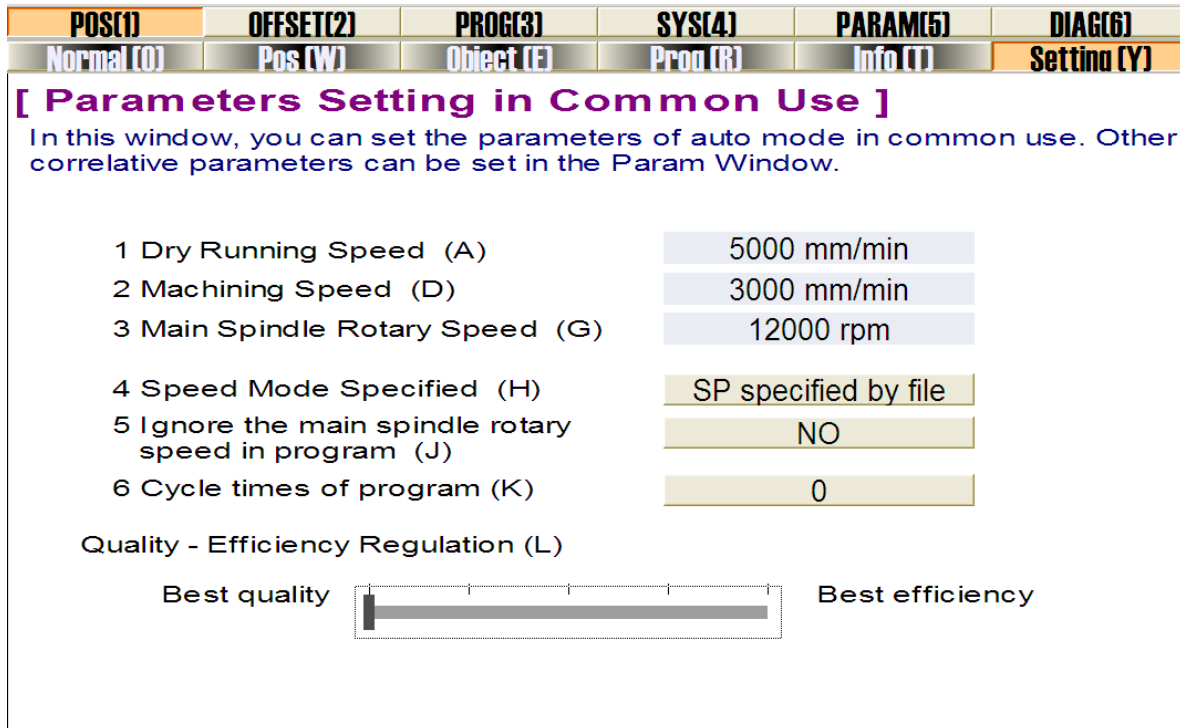 POS(1) OFFSET(2) PROG(3) SYS(4) PARAM(5) DIAG(6)
Normal (Q) Pos (W) Object (E) Prog (R) Info (T) Setting (Y)
[ Parameters Setting in Common Use ]
In this window, you can set the parameters of auto mode in common use. Other
correlative parameters can be set in the Param Window.
1 Dry Running Speed (A) 5000 mm/min
2 Machining Speed (D) 3000 mm/min
3 Main Spindle Rotary Speed (G) 12000 rpm
4 Speed Mode Specified (H) SP specified by file
5 Ignore the main spindle rotary
speed in program (J) NO
6 Cycle times of program (K) 0
Quality - Efficiency Regulation (L)
Best quality Best efficiency